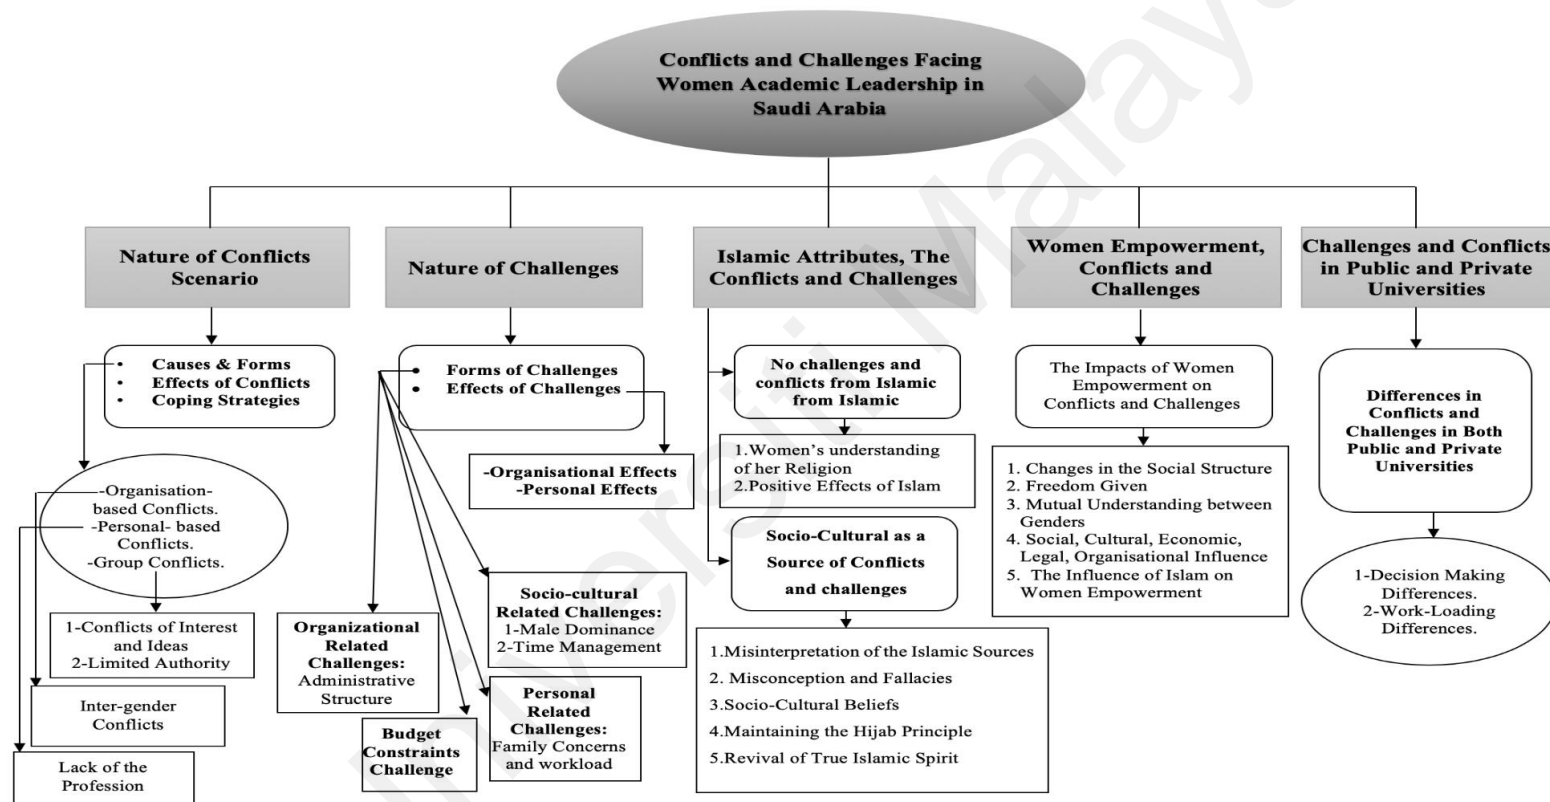 Conflicts and Challenges Facing
Women Academic Leadership in
Saudi Arabia
Nature of Conflicts
Scenario
• Causes & Forms
• Effects of Conflicts
• Coping Strategies
-Organisation-
based Conflicts.
-Personal- based
Conflicts.
-Group Conflicts.
1-Conflicts of Interest
and Ideas
2-Limited Authority
Inter-gender
Conflicts
Lack of the
Profession
Nature of Challenges
• Forms of Challenges
• Effects of Challenges
-Organisational Effects
-Personal Effects
Organizational
Related
Challenges:
Administrative
Structure
Budget
Constraints
Challenge
Socio-cultural
Related Challenges:
1-Male Dominance
2-Time Management
Personal
Related
Challenges:
Family Concerns
and workload
Islamic Attributes, The
Conflicts and Challenges
No challenges and
conflicts from Islamic
from Islamic
1.Women’s understanding
of her Religion
2.Positive Effects of Islam
Socio-Cultural as a
Source of Conflicts
and challenges
1.Misinterpretation of the Islamic Sources
2. Misconception and Fallacies
3.Socio-Cultural Beliefs
4.Maintaining the Hijab Principle
5.Revival of True Islamic Spirit
Women Empowerment,
Conflicts and
Challenges
The Impacts of Women
Empowerment on
Conflicts and Challenges
1. Changes in the Social Structure
2. Freedom Given
3. Mutual Understanding between
Genders
4. Social, Cultural, Economic,
Legal, Organisational Influence
5. The Influence of Islam on
Women Empowerment
Challenges and Conflicts
in Public and Private
Universities
Differences in
Conflicts and
Challenges in Both
Public and Private
Universities
1-Decision Making
Differences.
2-Work-Loading
Differences.
Universiti Malaya